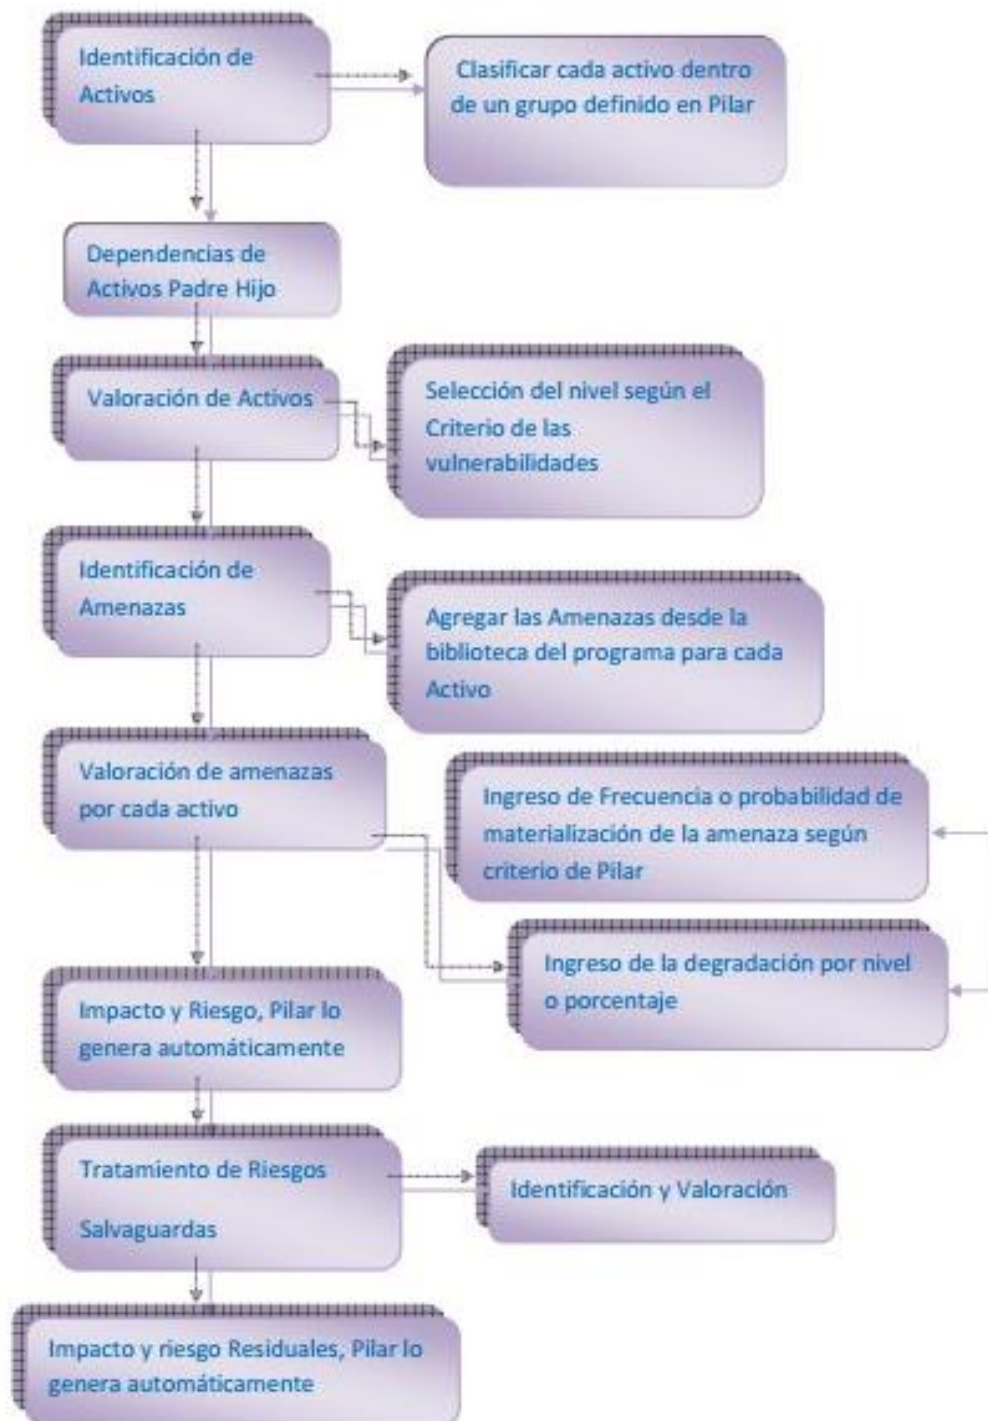 Identificación de
Activos
Clasificar cada activo dentro
de un grupo definido en Pilar
Dependencias de
Activos Padre Hijo
Valoración de Activos
Selección del nivel según el
Criterio de las
vulnerabilidades
Identificación de
Amenazas
Agregar las Amenazas desde la
biblioteca del programa para cada
Activo
Valoración de amenazas
por cada activo
Ingreso de Frecuencia o probabilidad de
materialización de la amenaza según
criterio de Pilar
Ingreso de la degradación por nivel
o porcentaje
Impacto y Riesgo, Pilar lo
genera automáticamente
Tratamiento de Riesgos
Salvaguardas
Identificación y Valoración
Impacto y riesgo Residuales, Pilar lo
genera automáticamente